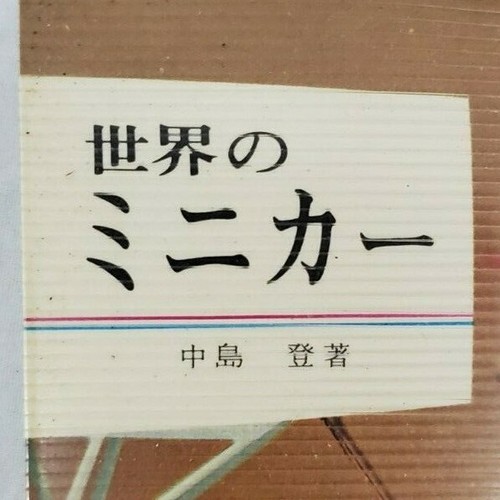 世界の
ミニカー
中島 登著